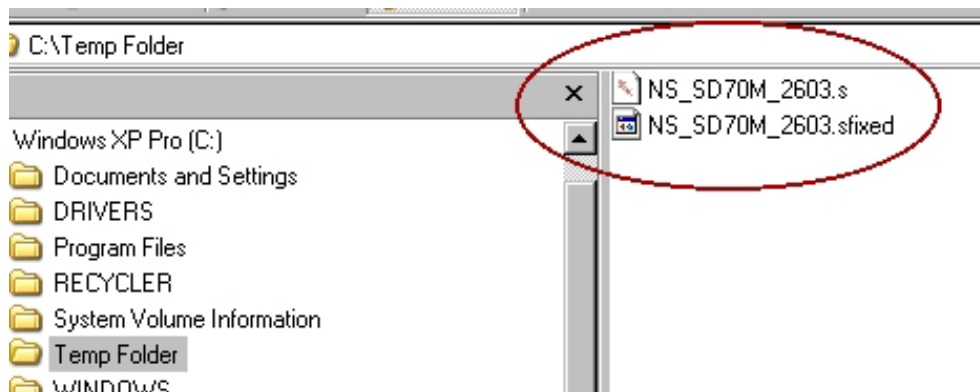 C:\Temp Folder
Windows XP Pro (C:)
Documents and Settings
DRIVERS
Program Files
RECYCLER
System Volume Information
Temp Folder
WINDOWS
NS_SD70M_2603.s
NS_SD70M_2603.sfixed